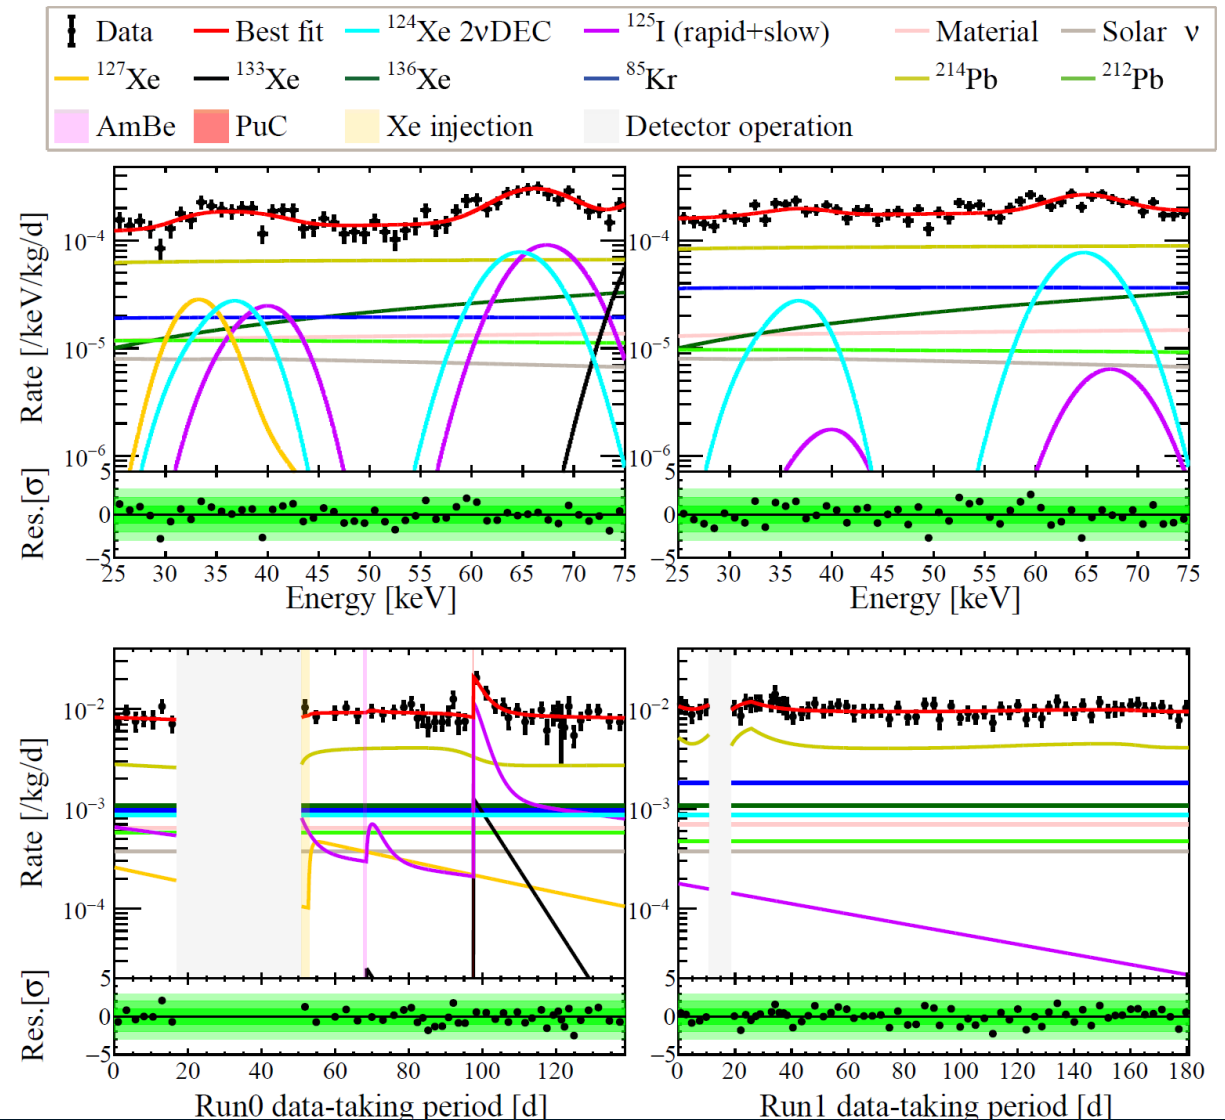 Data Best fit ¹²⁴Xe 2νDEC ¹²⁵I (rapid+slow) Material Solar ν
¹²⁷Xe ¹³³Xe ¹³⁶Xe ⁸⁵Kr ²¹⁴Pb ²¹²Pb
AmBe PuC Xe injection Detector operation
Rate [/keV/kg/d]
10⁻⁴
10⁻⁵
10⁻⁶
10⁻⁴
10⁻⁵
10⁻⁶
Res.[σ]
5
0
−5
5
0
−5
25 30 35 40 45 50 55 60 65 70 75
Energy [keV]
25 30 35 40 45 50 55 60 65 70 75
Energy [keV]
Rate [/kg/d]
10⁻²
10⁻³
10⁻⁴
10⁻²
10⁻³
10⁻⁴
Res.[σ]
5
0
−5
5
0
−5
0 20 40 60 80 100 120
Run0 data-taking period [d]
0 20 40 60 80 100 120 140 160 180
Run1 data-taking period [d]